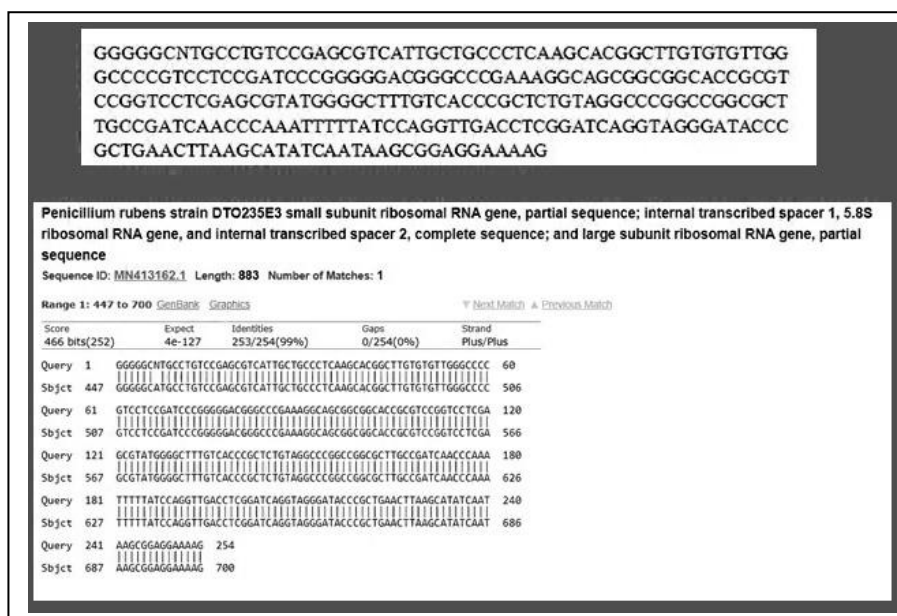 GGGGGCNTGCCTGTCCGAGCGTCATTGCTGCCCTCAAGCACGGCTTGTGTGTTGG
GCCCCGTCCTCCGATCCCGGGGGACGGGCCCGAAAGGCAGCGGCGGCACCGCGT
CCGGTCCTCGAGCGTATGGGGCTTTGTCACCCGCTCTGTAGGCCCGGCCGGCGCT
TGCCGATCAACCCAAATTTTTATCCAGGTTGACCTCGGATCAGGTAGGGATACCC
GCTGAACTTAAGCATATCAATAAGCGGAGGAAAAG
Penicillium rubens strain DTO235E3 small subunit ribosomal RNA gene, partial sequence; internal transcribed spacer 1, 5.8S
ribosomal RNA gene, and internal transcribed spacer 2, complete sequence; and large subunit ribosomal RNA gene, partial
sequence
Sequence ID: MN413162.1 Length: 883 Number of Matches: 1
Range 1: 447 to 700 GenBank Graphics ▼ Next Match ▲ Previous Match
Score Expect Identities Gaps Strand
466 bits(252) 4e-127 253/254(99%) 0/254(0%) Plus/Plus
Query 1 GGGGGCNTGCCTGTCCGAGCGTCATTGCTGCCCTCAAGCACGGCTTGTGTGTTGGGCCCC 60
Sbjct 447 GGGGGCATGCCTGTCCGAGCGTCATTGCTGCCCTCAAGCACGGCTTGTGTGTTGGGCCCC 506
Query 61 GTCCTCCGATCCCGGGGGACGGGCCCGAAAGGCAGCGGCGGCACCGCGTCCGGTCCTCGA 120
Sbjct 507 GTCCTCCGATCCCGGGGGACGGGCCCGAAAGGCAGCGGCGGCACCGCGTCCGGTCCTCGA 566
Query 121 GCGTATGGGGCTTTGTCACCCGCTCTGTAGGCCCGGCCGGCGCTTGCCGATCAACCCAAA 180
Sbjct 567 GCGTATGGGGCTTTGTCACCCGCTCTGTAGGCCCGGCCGGCGCTTGCCGATCAACCCAAA 626
Query 181 TTTTTATCCAGGTTGACCTCGGATCAGGTAGGGATACCCGCTGAACTTAAGCATATCAAT 240
Sbjct 627 TTTTTATCCAGGTTGACCTCGGATCAGGTAGGGATACCCGCTGAACTTAAGCATATCAAT 686
Query 241 AAGCGGAGGAAAAG 254
Sbjct 687 AAGCGGAGGAAAAG 700